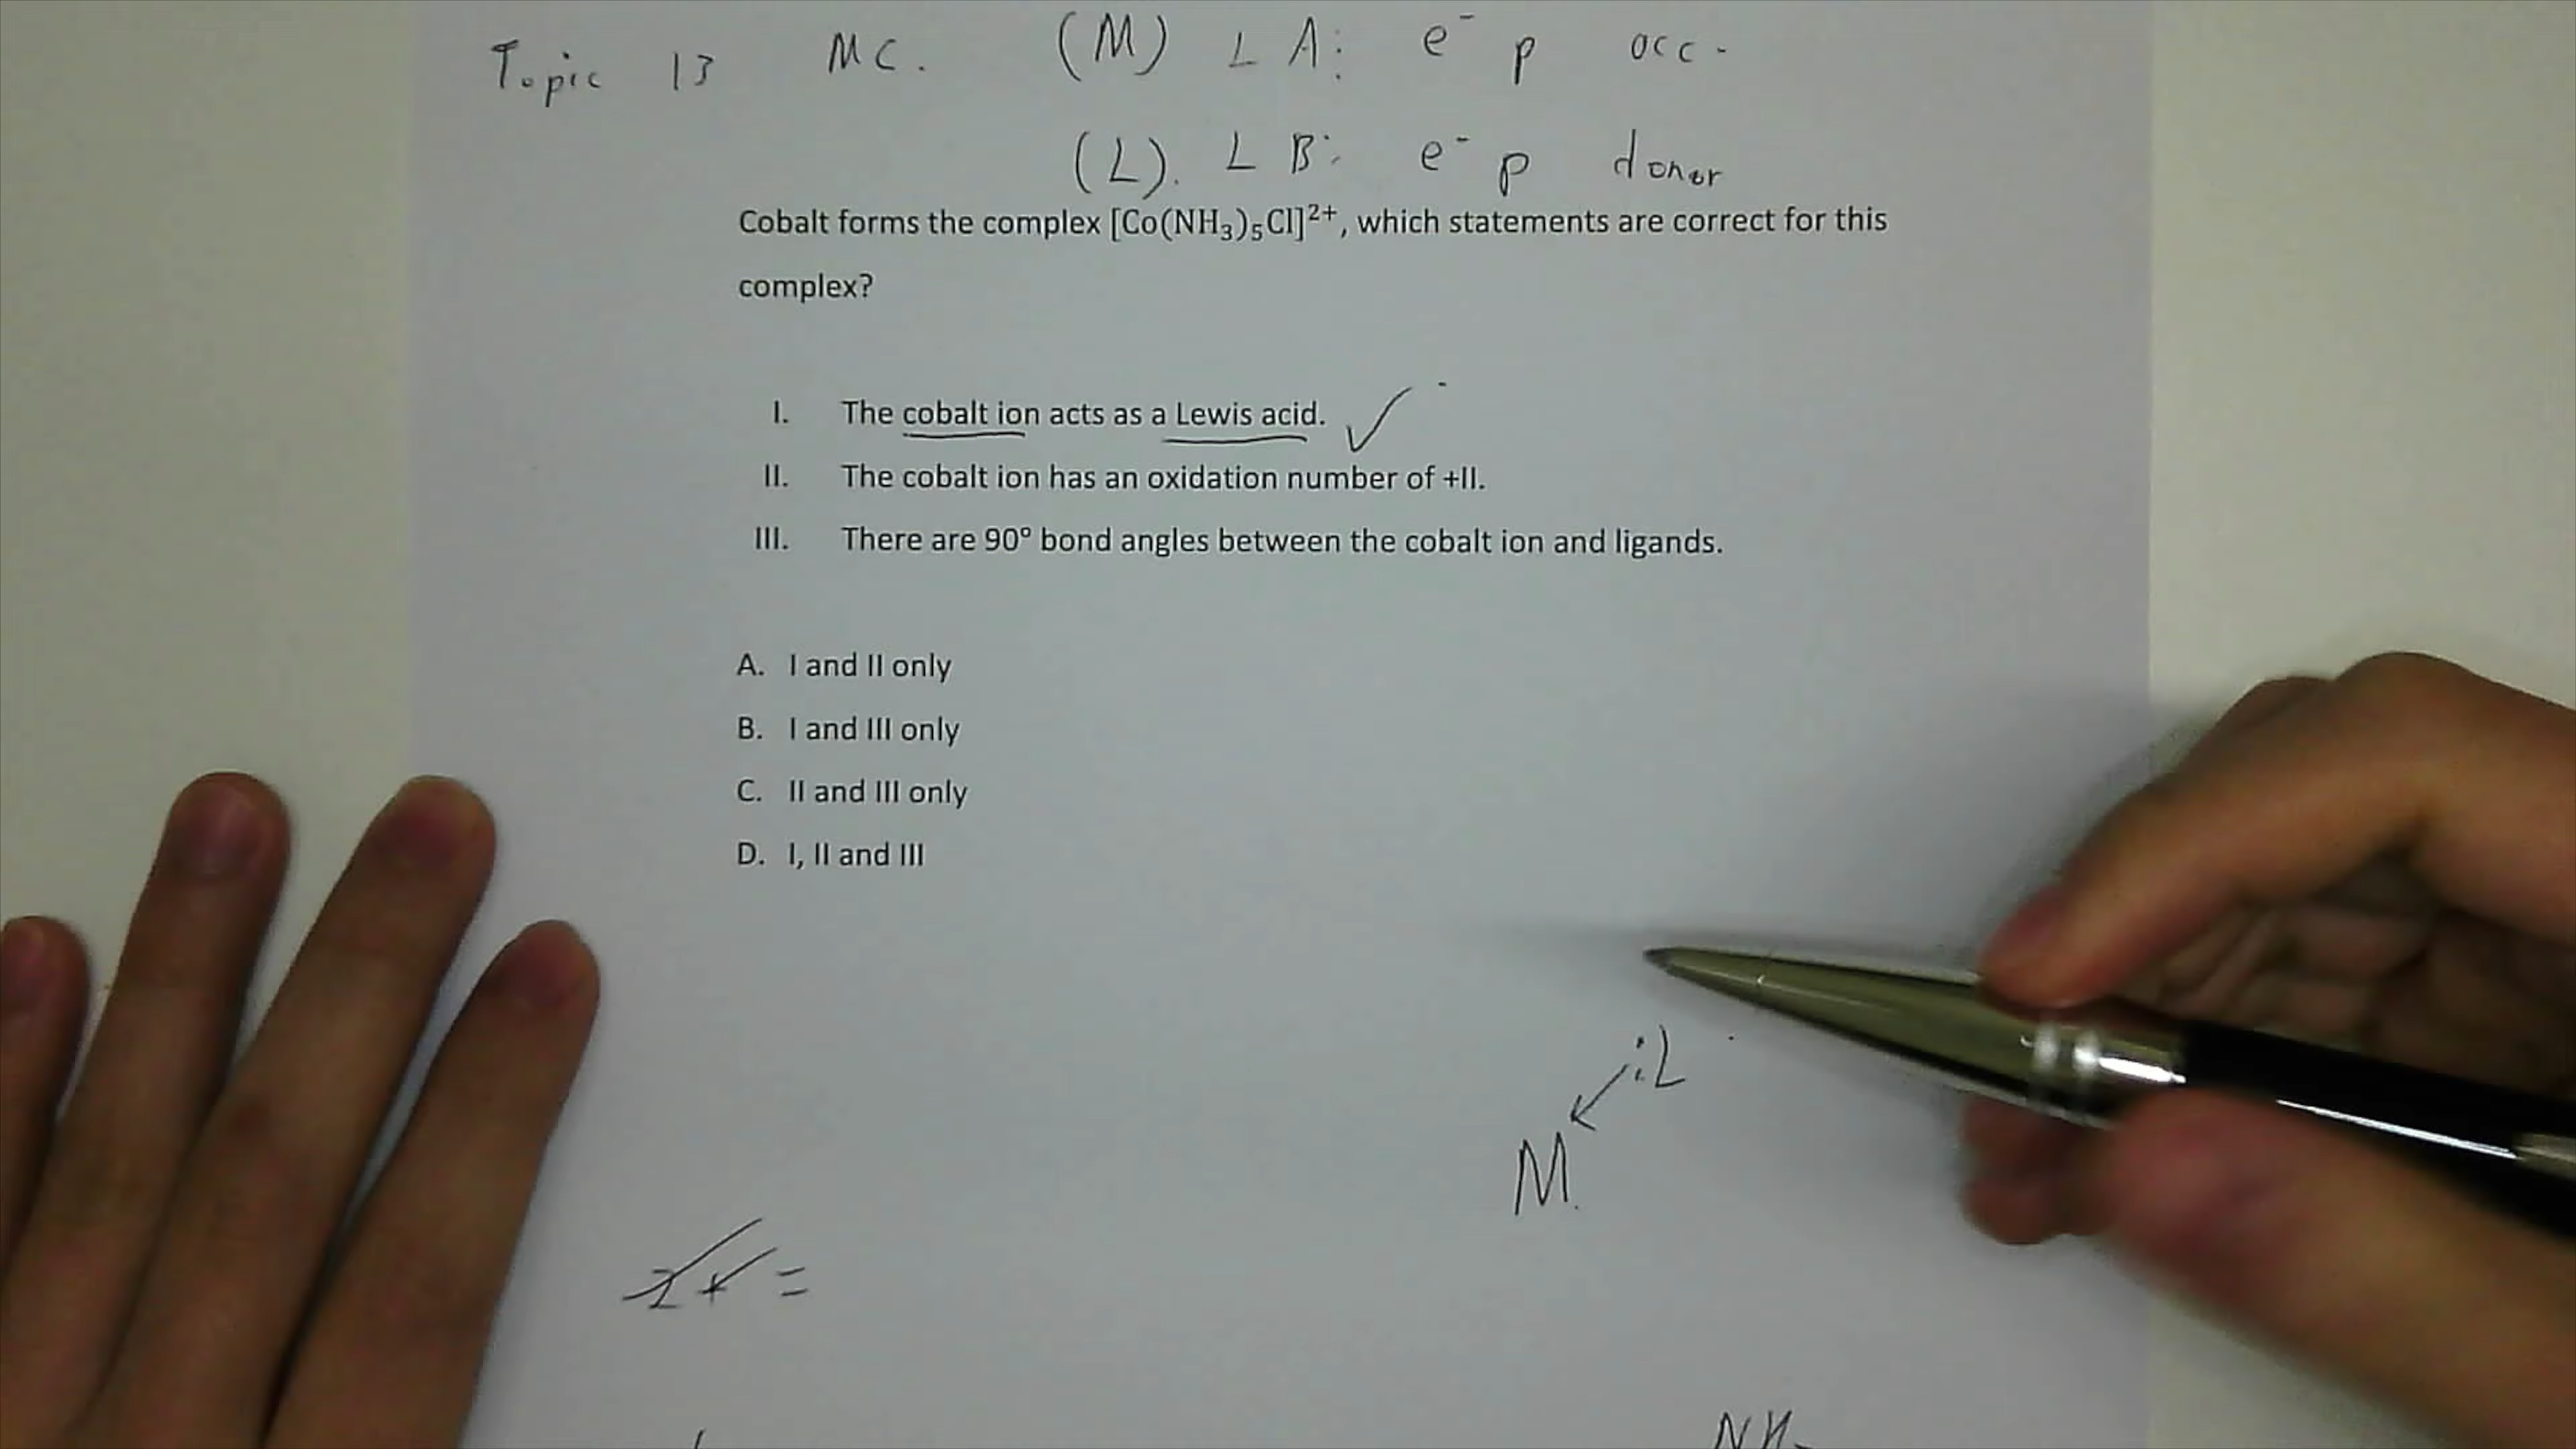 Topic 13 MC. (M) LA: e⁻ p acc.
(L). LB: e⁻ p donor
Cobalt forms the complex [Co(NH₃)₅Cl]²⁺, which statements are correct for this
complex?
I. The cobalt ion acts as a Lewis acid. ✓
II. The cobalt ion has an oxidation number of +II.
III. There are 90° bond angles between the cobalt ion and ligands.
A. I and II only
B. I and III only
C. II and III only
D. I, II and III
:L
M.
=